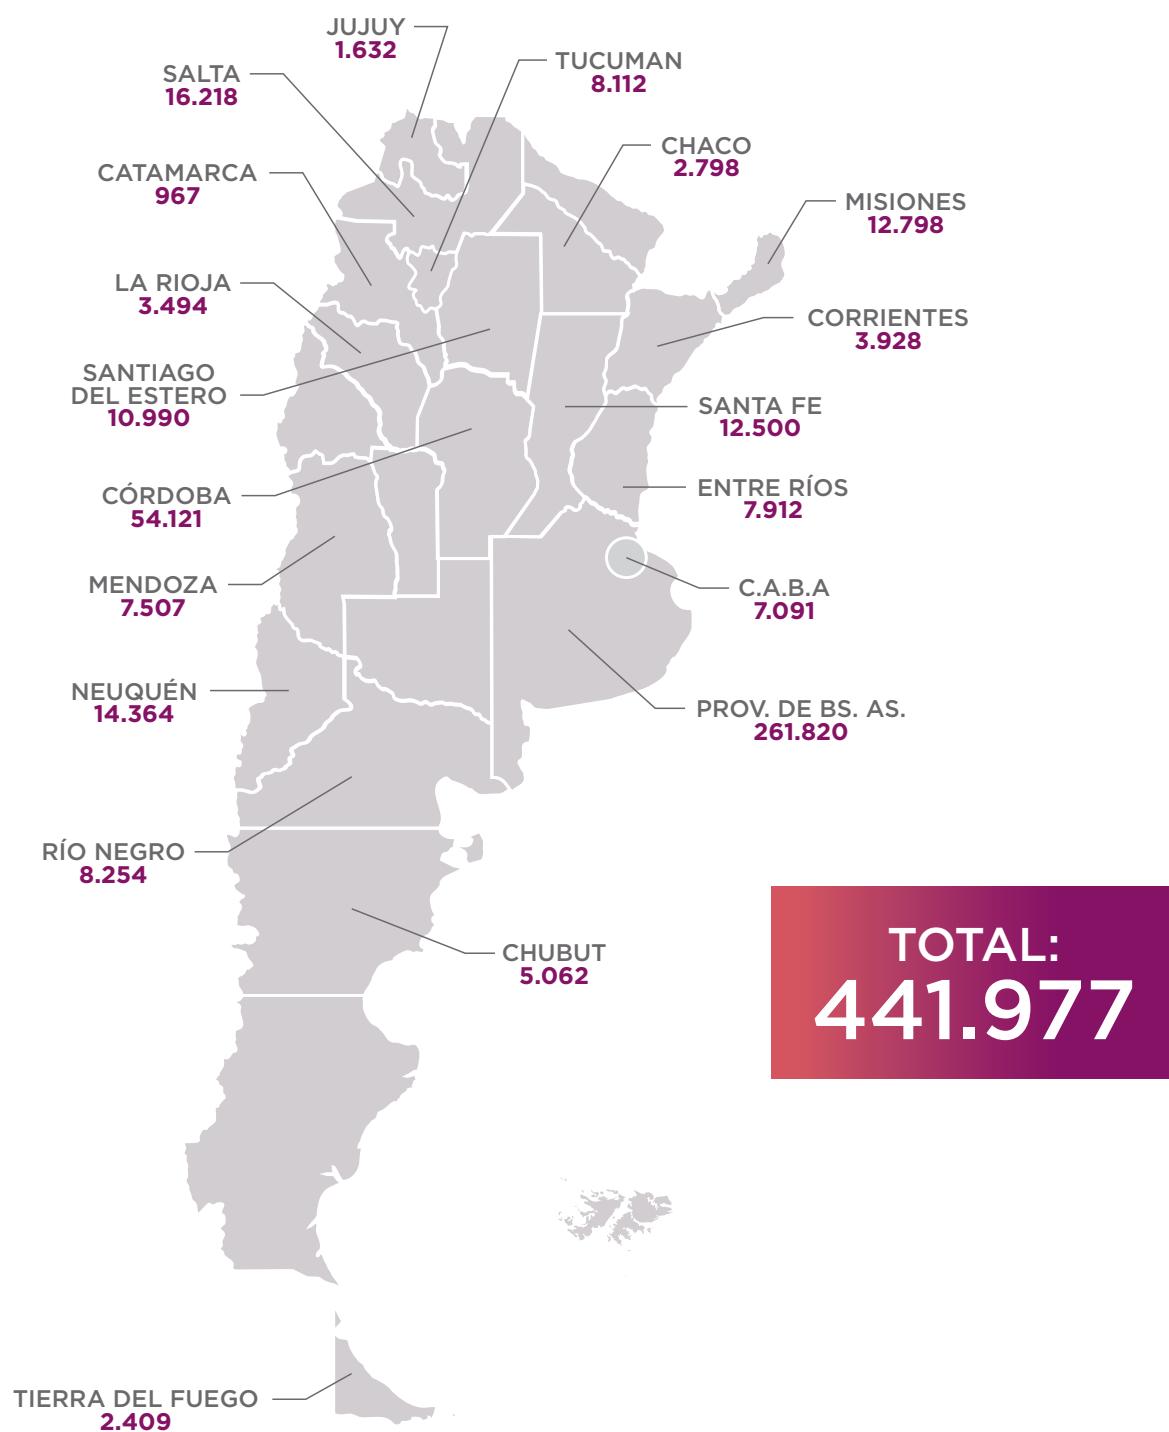 JUJUY
1.632
TUCUMAN
8.112
SALTA
16.218
CHACO
2.798
CATAMARCA
967
MISIONES
12.798
LA RIOJA
3.494
CORRIENTES
3.928
SANTIAGO
DEL ESTERO
10.990
SANTA FE
12.500
CÓRDOBA
54.121
ENTRE RÍOS
7.912
MENDOZA
7.507
C.A.B.A
7.091
NEUQUÉN
14.364
PROV. DE BS. AS.
261.820
RÍO NEGRO
8.254
CHUBUT
5.062
TOTAL:
441.977
TIERRA DEL FUEGO
2.409